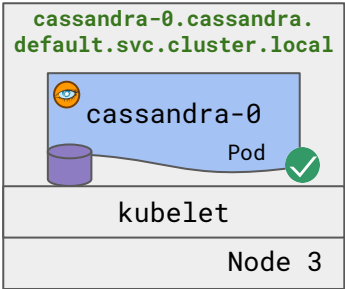 cassandra-0.cassandra.
default.svc.cluster.local
cassandra-0
Pod
kubelet
Node 3